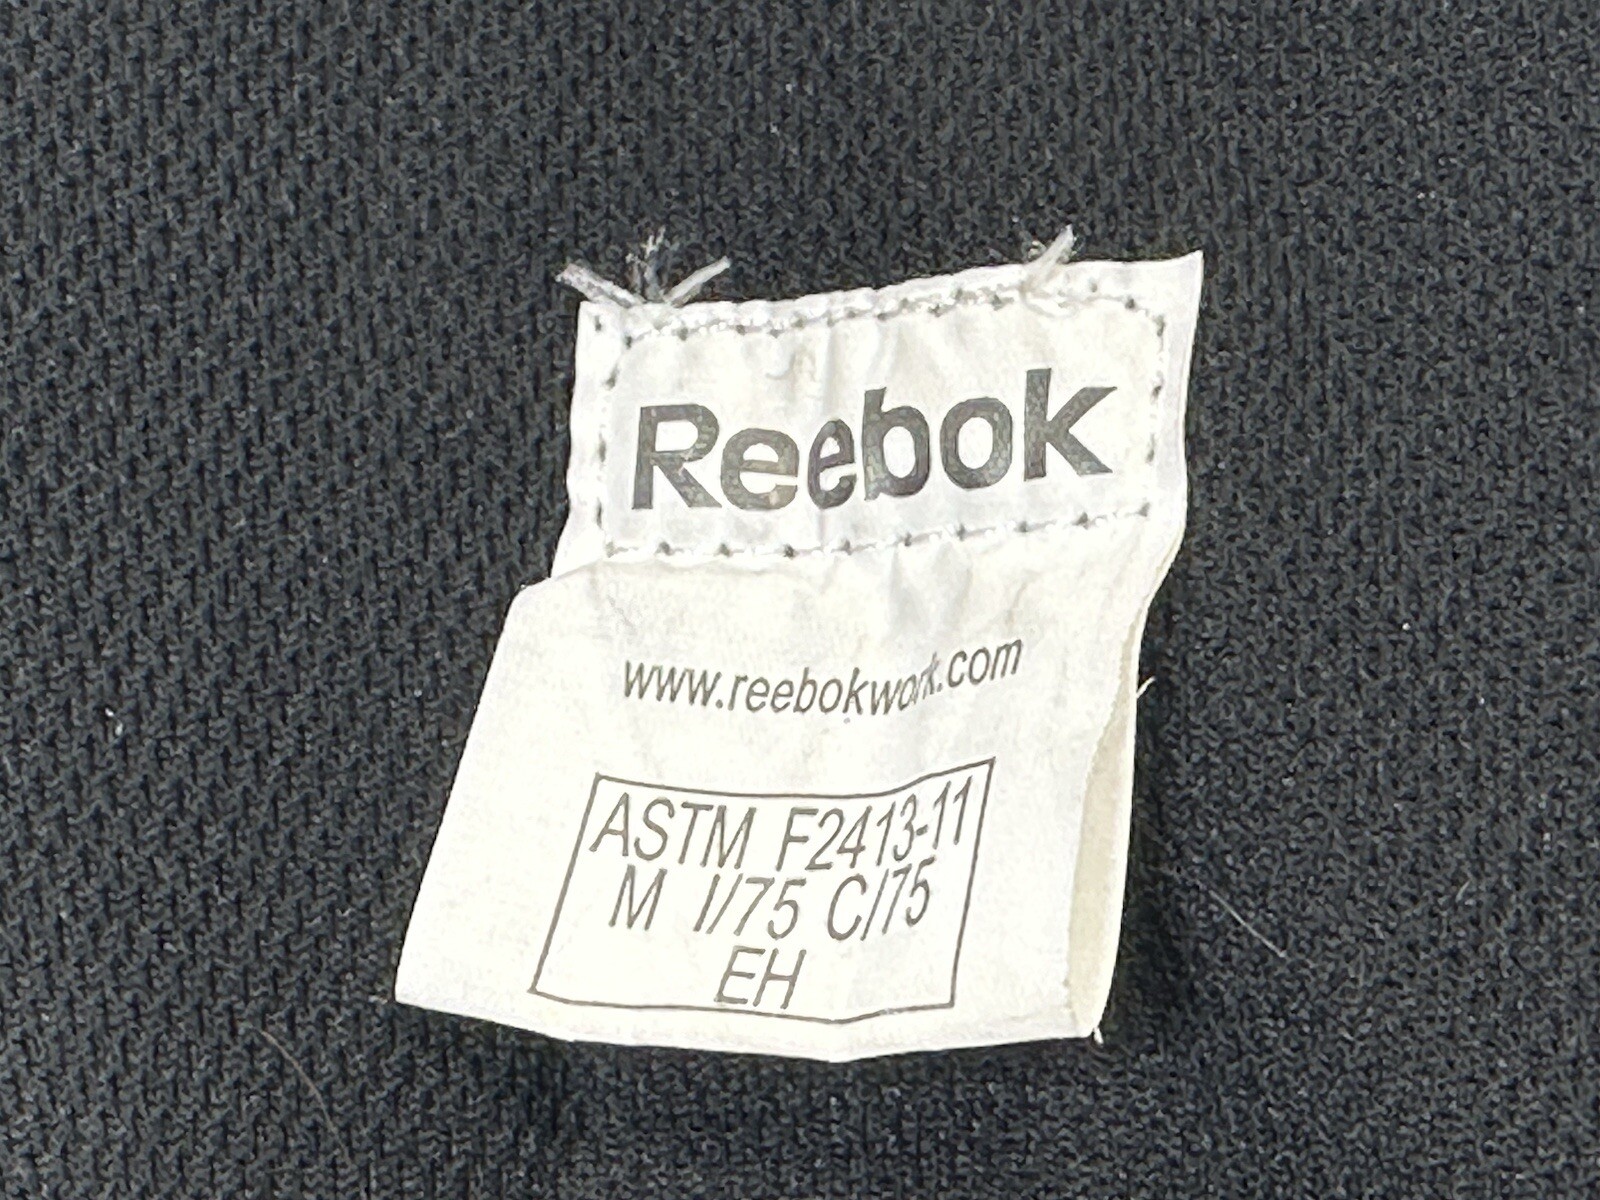 Reebok
www.reebokwork.com
ASTM F2413-11
M I/75 C/75
EH